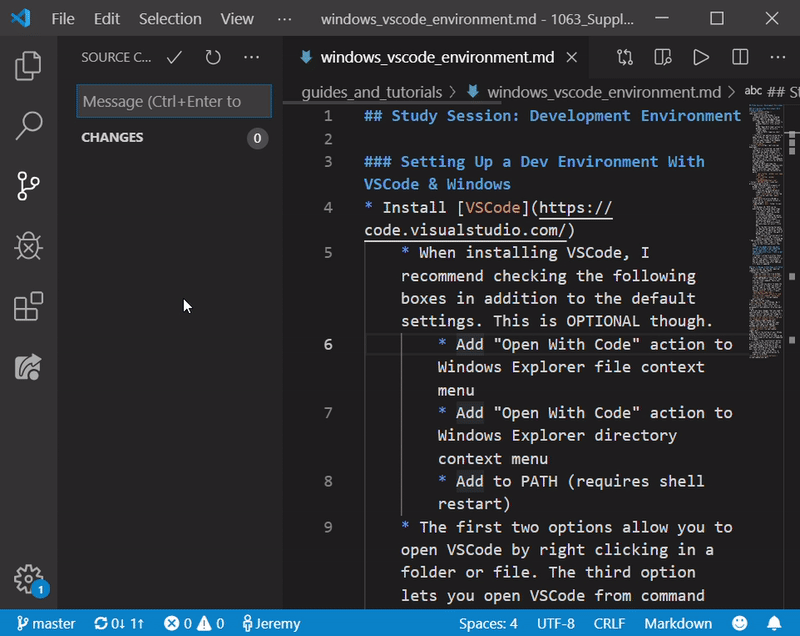 File Edit Selection View ··· windows_vscode_environment.md - 1063_Suppl...
SOURCE C...
windows_vscode_environment.md
guides_and_tutorials > windows_vscode_environment.md > abc ## St
Message (Ctrl+Enter to
CHANGES 0
1 ## Study Session: Development Environment
2
3 ### Setting Up a Dev Environment With
VSCode & Windows
4 * Install [VSCode](https://
code.visualstudio.com/)
5 * When installing VSCode, I
recommend checking the following
boxes in addition to the default
settings. This is OPTIONAL though.
6 * Add "Open With Code" action to
Windows Explorer file context
menu
7 * Add "Open With Code" action to
Windows Explorer directory
context menu
8 * Add to PATH (requires shell
restart)
9 * The first two options allow you to
open VSCode by right clicking in a
folder or file. The third option
lets you open VSCode from command
1
master 0↓ 1↑ 0 0 Jeremy Spaces: 4 UTF-8 CRLF Markdown